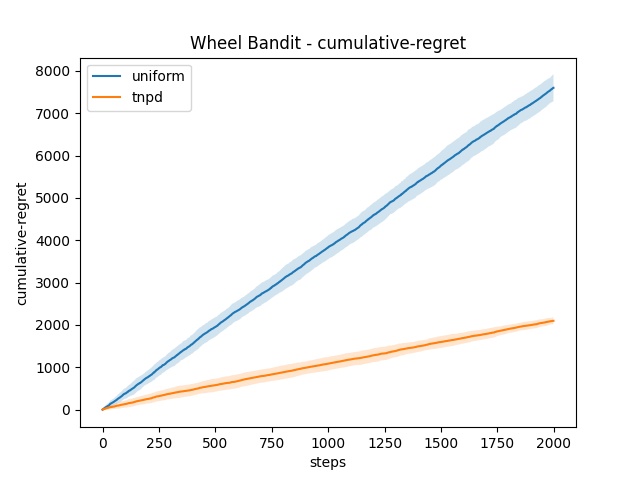 Wheel Bandit - cumulative-regret
uniform
tnpd
cumulative-regret
8000
7000
6000
5000
4000
3000
2000
1000
0
0 250 500 750 1000 1250 1500 1750 2000
steps